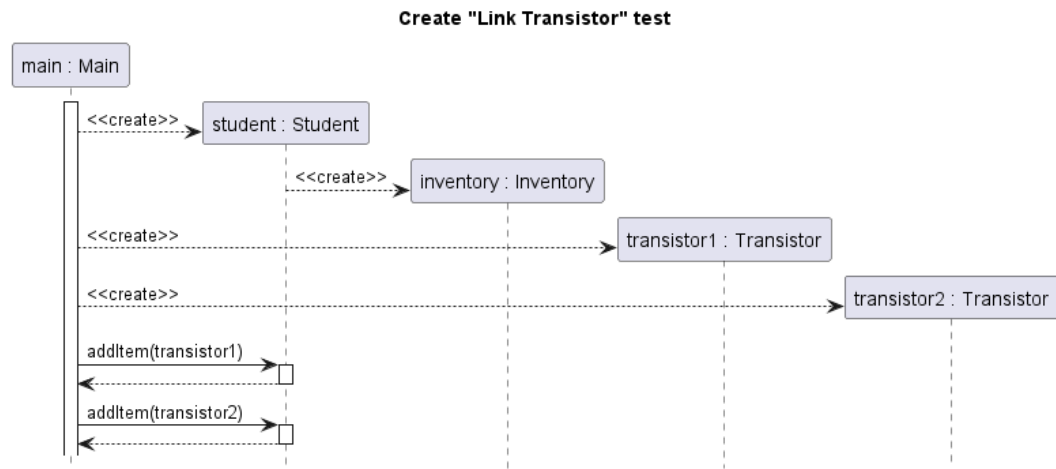 Create "Link Transistor" test
main : Main
<<create>>
student : Student
<<create>>
inventory : Inventory
<<create>>
transistor1 : Transistor
<<create>>
transistor2 : Transistor
addItem(transistor1)
addItem(transistor2)